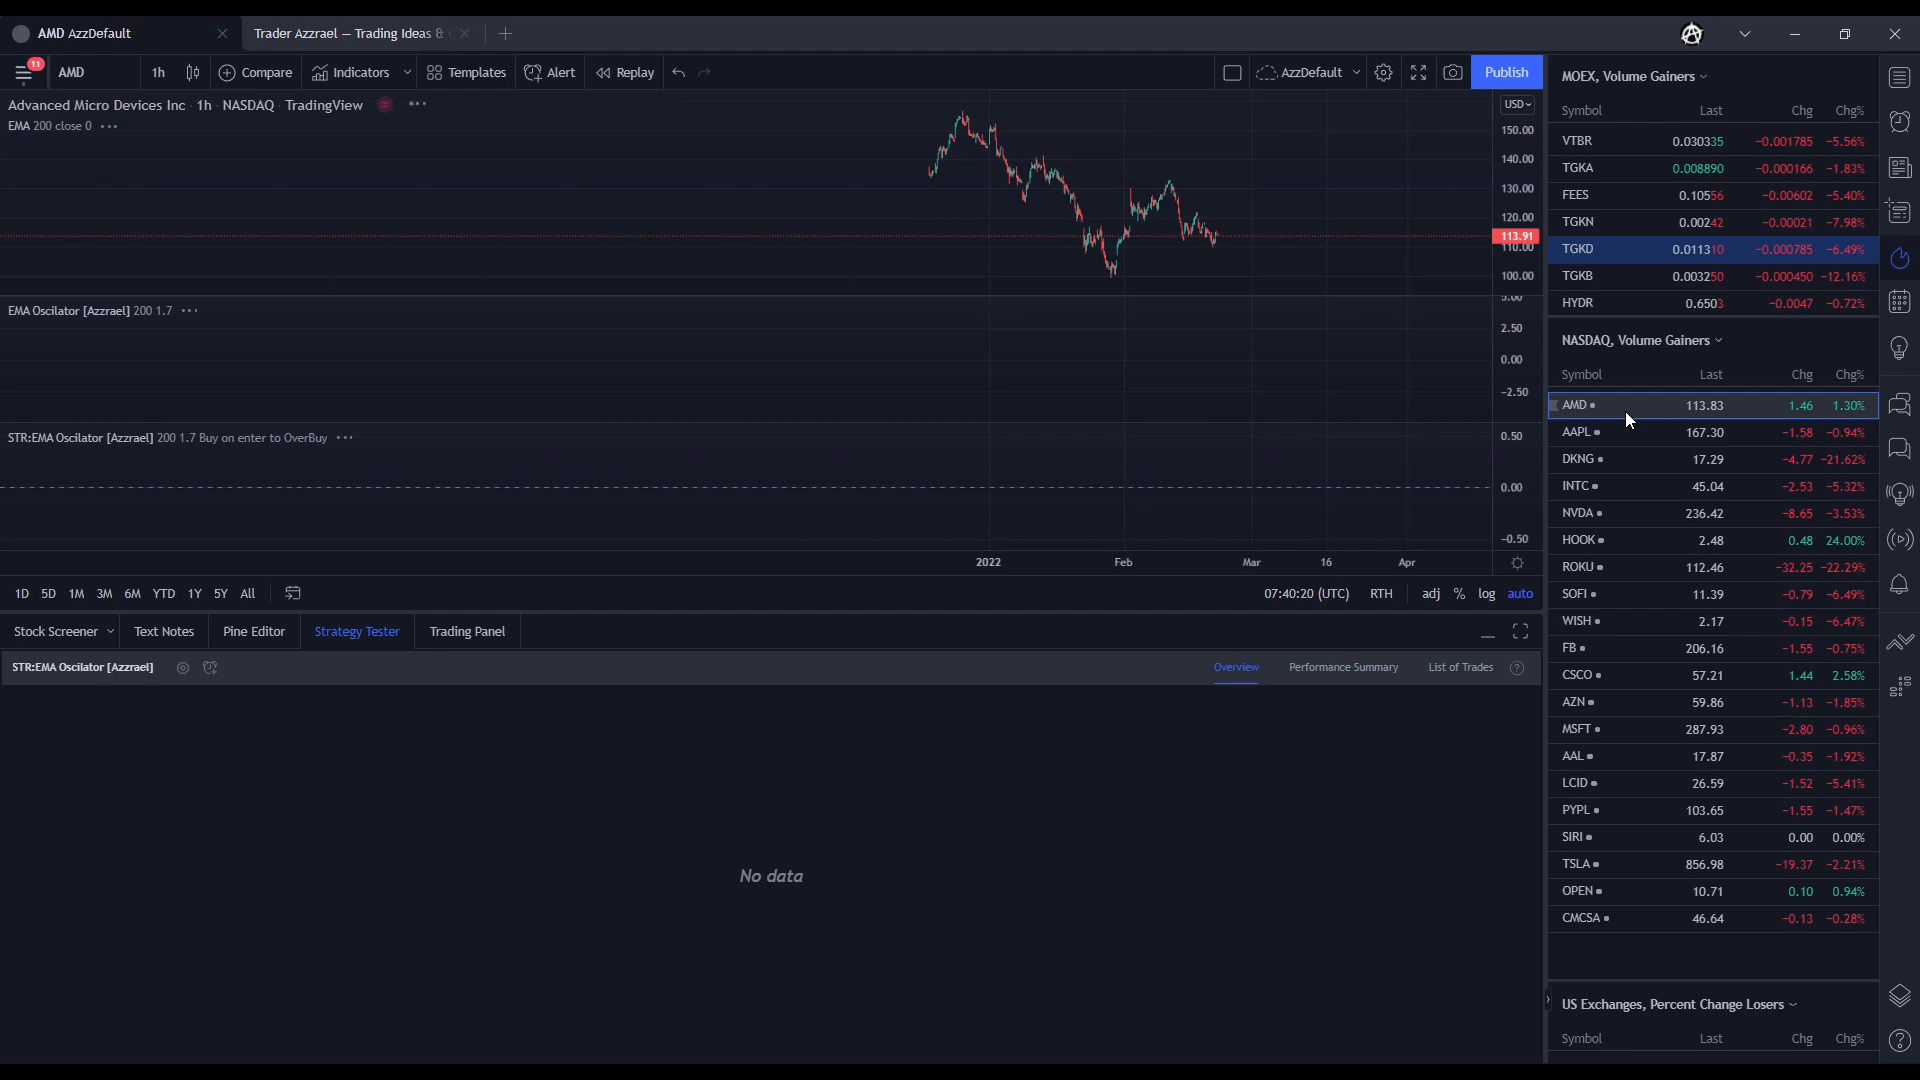 AMD AzzDefault
Trader Azzrael — Trading Ideas &
11
AMD
1h
Compare
Indicators
Templates
Alert
Replay
AzzDefault
Publish
Advanced Micro Devices Inc · 1h · NASDAQ · TradingView
EMA 200 close 0
USD
150.00
140.00
130.00
120.00
113.91
110.00
100.00
EMA Oscilator [Azzrael] 200 1.7
5.00
2.50
0.00
−2.50
STR:EMA Oscilator [Azzrael] 200 1.7 Buy on enter to OverBuy
0.50
0.00
−0.50
2022 Feb Mar 16 Apr
1D 5D 1M 3M 6M YTD 1Y 5Y All
07:40:20 (UTC) RTH adj % log auto
Stock Screener Text Notes Pine Editor Strategy Tester Trading Panel
STR:EMA Oscilator [Azzrael]
Overview Performance Summary List of Trades
No data
MOEX, Volume Gainers
Symbol Last Chg Chg%
VTBR 0.030335 −0.001785 −5.56%
TGKA 0.008890 −0.000166 −1.83%
FEES 0.10556 −0.00602 −5.40%
TGKN 0.00242 −0.00021 −7.98%
TGKD 0.011310 −0.000785 −6.49%
TGKB 0.003250 −0.000450 −12.16%
HYDR 0.6503 −0.0047 −0.72%
NASDAQ, Volume Gainers
Symbol Last Chg Chg%
AMD 113.83 1.46 1.30%
AAPL 167.30 −1.58 −0.94%
DKNG 17.29 −4.77 −21.62%
INTC 45.04 −2.53 −5.32%
NVDA 236.42 −8.65 −3.53%
HOOK 2.48 0.48 24.00%
ROKU 112.46 −32.25 −22.29%
SOFI 11.39 −0.79 −6.49%
WISH 2.17 −0.15 −6.47%
FB 206.16 −1.55 −0.75%
CSCO 57.21 1.44 2.58%
AZN 59.86 −1.13 −1.85%
MSFT 287.93 −2.80 −0.96%
AAL 17.87 −0.35 −1.92%
LCID 26.59 −1.52 −5.41%
PYPL 103.65 −1.55 −1.47%
SIRI 6.03 0.00 0.00%
TSLA 856.98 −19.37 −2.21%
OPEN 10.71 0.10 0.94%
CMCSA 46.64 −0.13 −0.28%
US Exchanges, Percent Change Losers
Symbol Last Chg Chg%